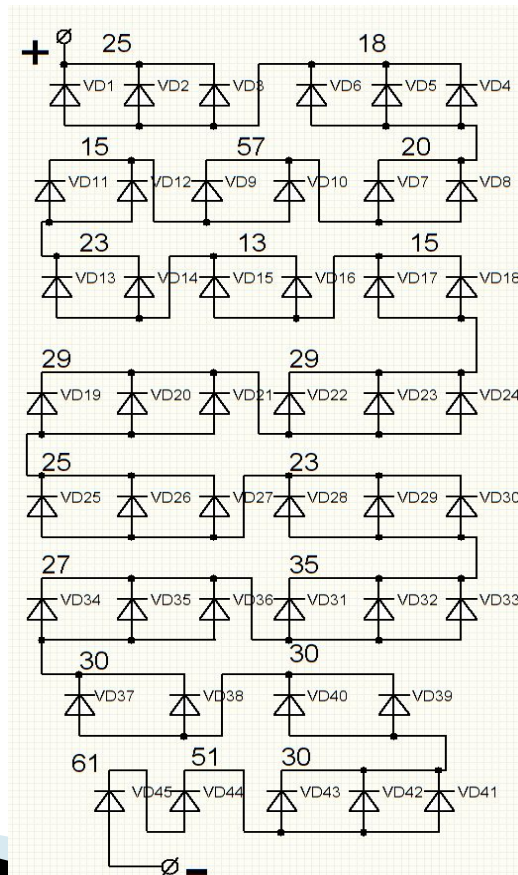 25 18
+ VD1 VD2 VD3 VD6 VD5 VD4
15 57 20
VD11 VD12 VD9 VD10 VD7 VD8
23 13 15
VD13 VD14 VD15 VD16 VD17 VD18
29 29
VD19 VD20 VD21 VD22 VD23 VD24
25 23
VD25 VD26 VD27 VD28 VD29 VD30
27 35
VD34 VD35 VD36 VD31 VD32 VD33
30 30
VD37 VD38 VD40 VD39
61 51 30
VD45 VD44 VD43 VD42 VD41
-